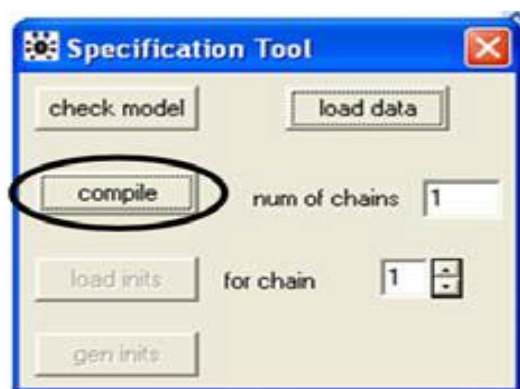 Specification Tool
check model load data
compile num of chains 1
load inits for chain 1
gen inits